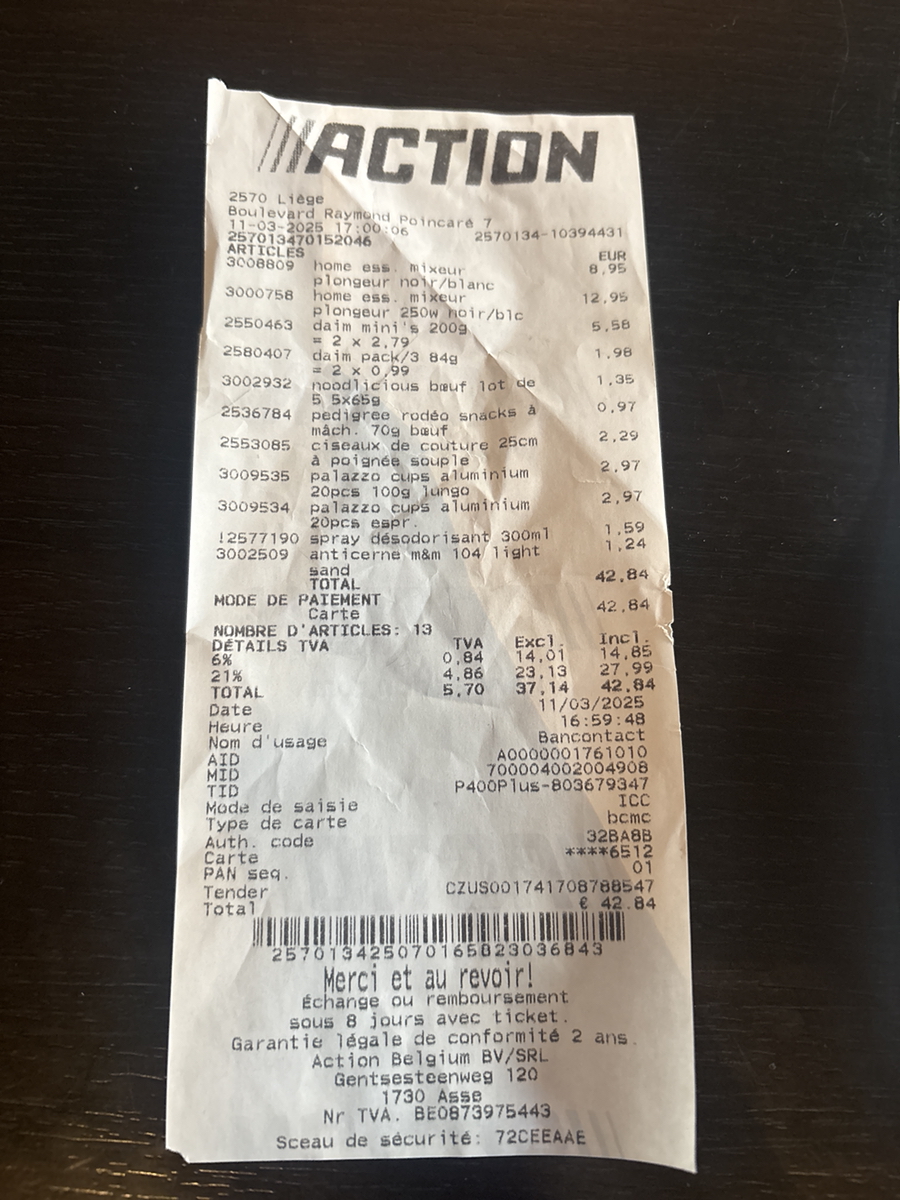 ACTION
2570 Liège
Boulevard Raymond Poincaré 7
11-03-2025 17:00:06 2570134-10394431
257013470152046
ARTICLES EUR
3008809 home ess. mixeur 8,95
plongeur noir/blanc
3000758 home ess. mixeur 12,95
plongeur 250w noir/blc
2550463 daim mini's 200g 5,58
= 2 x 2,79
2580407 daim pack/3 84g 1,98
= 2 x 0,99
3002932 noodlicious bœuf lot de 1,35
5 5x65g
2536784 pedigree rodéo snacks à 0,97
mâch. 70g bœuf
2553085 ciseaux de couture 25cm 2,29
à poignée souple
3009535 palazzo cups aluminium 2,97
20pcs 100g lungo
3009534 palazzo cups aluminium 2,97
20pcs espr.
!2577190 spray désodorisant 300ml 1,59
3002509 anticerne m&m 104 light 1,24
sand
TOTAL 42,84
MODE DE PAIEMENT
Carte 42,84
NOMBRE D'ARTICLES: 13
DÉTAILS TVA TVA Excl. Incl.
6% 0,84 14,01 14,85
21% 4,86 23,13 27,99
TOTAL 5,70 37,14 42,84
Date 11/03/2025
Heure 16:59:48
Nom d'usage Bancontact
AID A0000001761010
MID 700004002004908
TID P400Plus-803679347
Mode de saisie ICC
Type de carte bcmc
Auth. code 32BA8B
Carte ****6512
PAN seq. 01
Tender CZUS001741708788547
Total € 42.84
257013425070165823036843
Merci et au revoir!
Échange ou remboursement
sous 8 jours avec ticket.
Garantie légale de conformité 2 ans.
Action Belgium BV/SRL
Gentsesteenweg 120
1730 Asse
Nr TVA. BE0873975443
Sceau de sécurité: 72CEEAAE